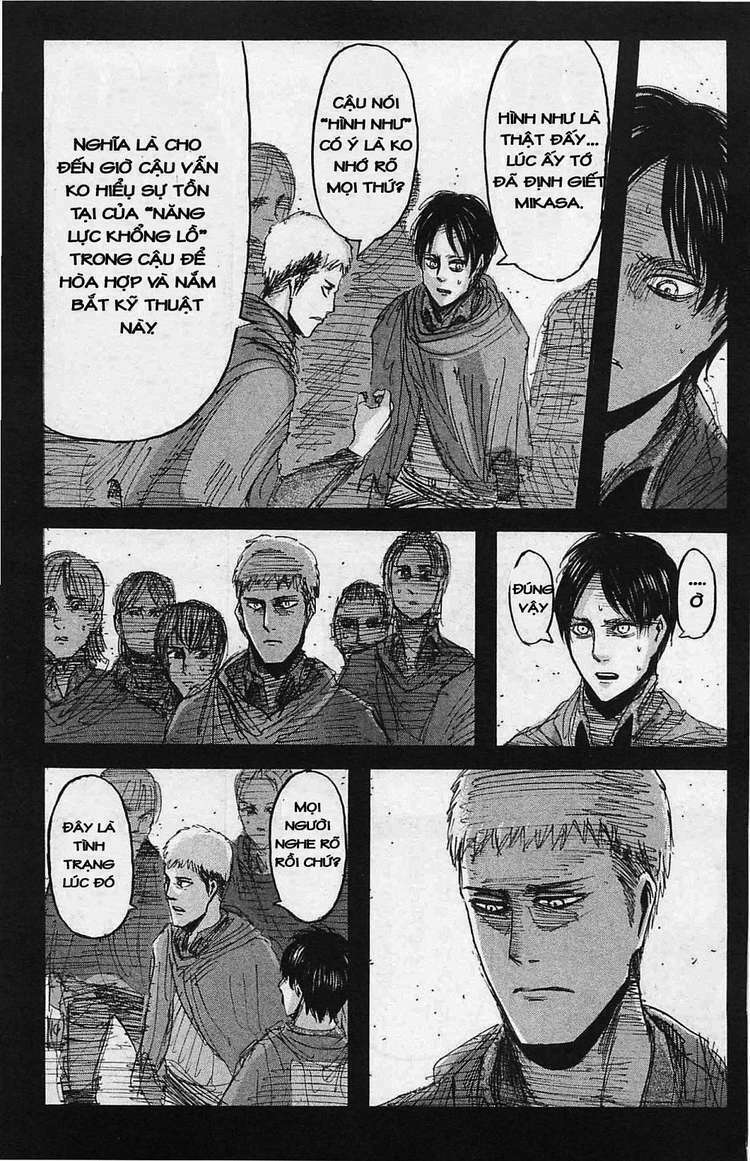 HÌNH NHƯ LÀ
THẬT ĐẤY...
LÚC ẤY TỚ
ĐÃ ĐỊNH GIẾT
MIKASA.
CẬU NÓI
"HÌNH NHƯ"
CÓ Ý LÀ KO
NHỚ RÕ
MỌI THỨ?
NGHĨA LÀ CHO
ĐẾN GIỜ CẬU VẪN
KO HIỂU SỰ TỒN
TẠI CỦA "NĂNG
LỰC KHỔNG LỒ"
TRONG CẬU ĐỂ
HÒA HỢP VÀ NẮM
BẮT KỸ THUẬT
NÀY.
....
Ờ
ĐÚNG
VẬY
MỌI
NGƯỜI
NGHE RÕ
RỒI CHỨ?
ĐÂY LÀ
TÌNH
TRẠNG
LÚC ĐÓ